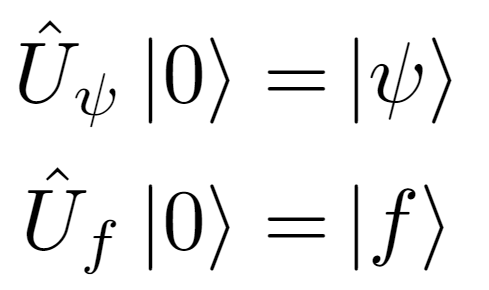 Û_ψ |0⟩ = |ψ⟩
Û_f |0⟩ = |f⟩